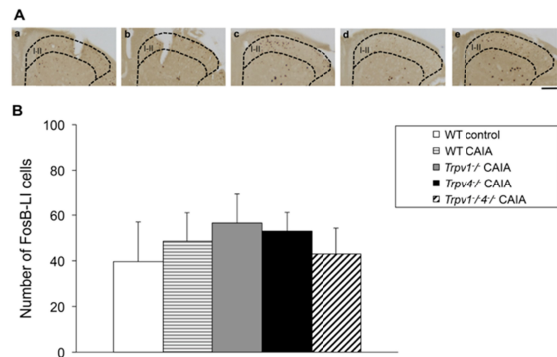 A
a b c d e
I-II I-II I-II I-II I-II
B
Number of FosB-LI cells
100
80
60
40
20
0
WT control
WT CAIA
Trpv1-/- CAIA
Trpv4-/- CAIA
Trpv1-/-4-/- CAIA